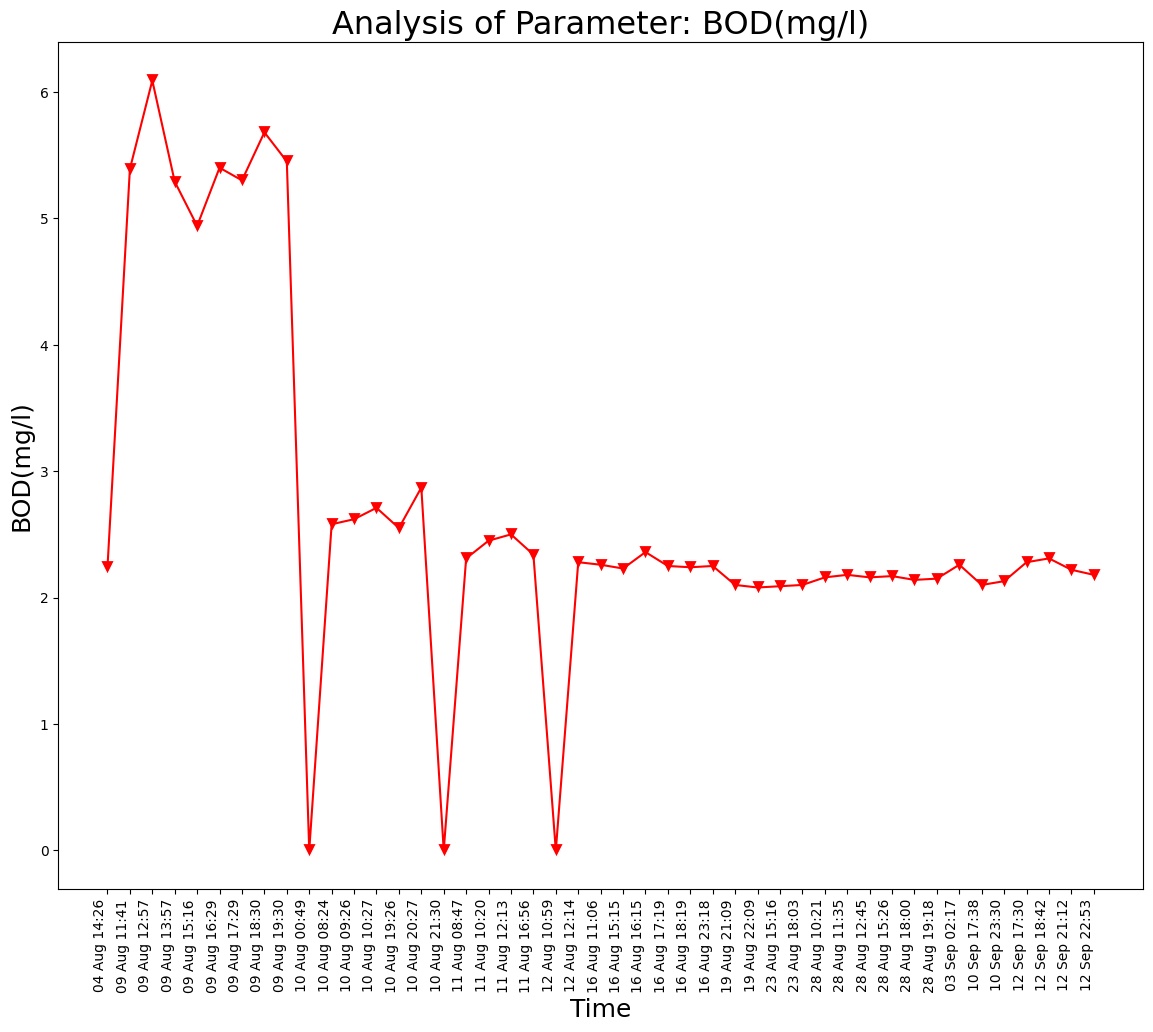 Analysis of Parameter: BOD(mg/l)
BOD(mg/l)
6
5
4
3
2
1
0
04 Aug 14:26
09 Aug 11:41
09 Aug 12:57
09 Aug 13:57
09 Aug 15:16
09 Aug 16:29
09 Aug 17:29
09 Aug 18:30
09 Aug 19:30
10 Aug 00:49
10 Aug 08:24
10 Aug 09:26
10 Aug 10:27
10 Aug 19:26
10 Aug 20:27
10 Aug 21:30
11 Aug 08:47
11 Aug 10:20
11 Aug 12:13
11 Aug 16:56
12 Aug 10:59
12 Aug 12:14
16 Aug 11:06
16 Aug 15:15
16 Aug 16:15
16 Aug 17:19
16 Aug 18:19
16 Aug 23:18
19 Aug 21:09
19 Aug 22:09
23 Aug 15:16
23 Aug 18:03
28 Aug 10:21
28 Aug 11:35
28 Aug 12:45
28 Aug 15:26
28 Aug 18:00
28 Aug 19:18
03 Sep 02:17
10 Sep 17:38
10 Sep 23:30
12 Sep 17:30
12 Sep 18:42
12 Sep 21:12
12 Sep 22:53
Time